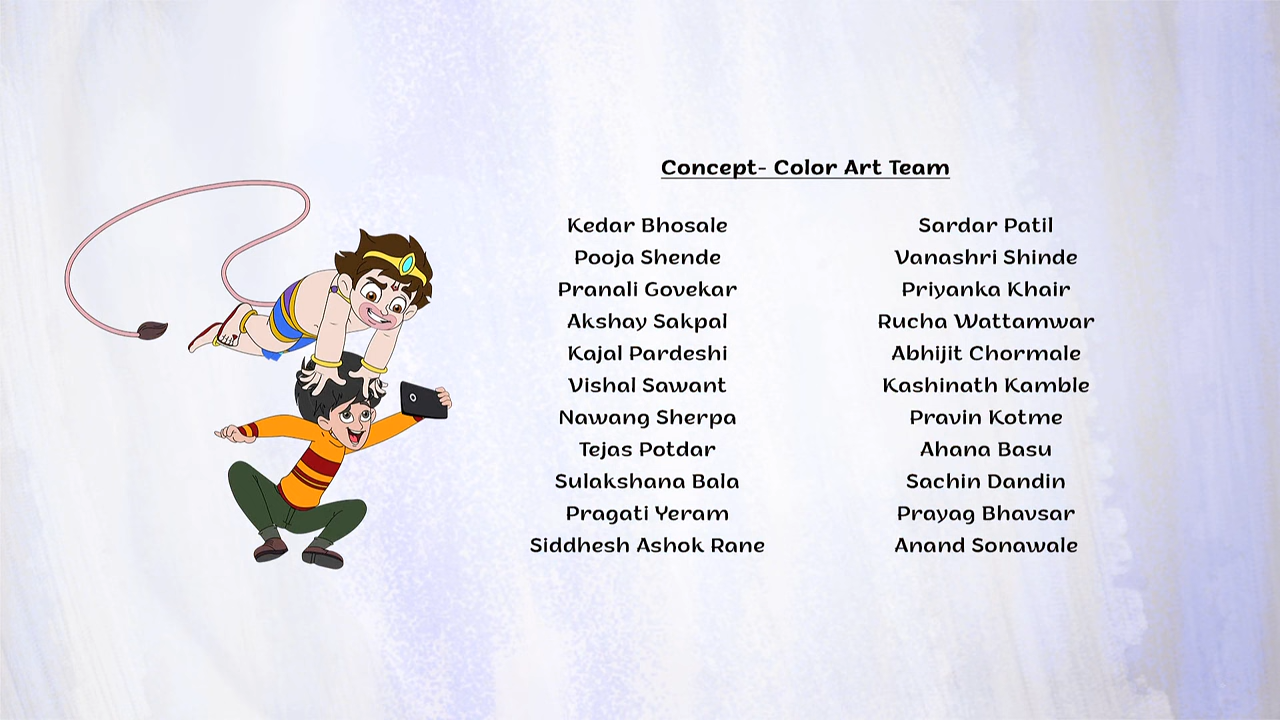 Concept- Color Art Team
Kedar Bhosale
Pooja Shende
Pranali Govekar
Akshay Sakpal
Kajal Pardeshi
Vishal Sawant
Nawang Sherpa
Tejas Potdar
Sulakshana Bala
Pragati Yeram
Siddhesh Ashok Rane
Sardar Patil
Vanashri Shinde
Priyanka Khair
Rucha Wattamwar
Abhijit Chormale
Kashinath Kamble
Pravin Kotme
Ahana Basu
Sachin Dandin
Prayag Bhavsar
Anand Sonawale